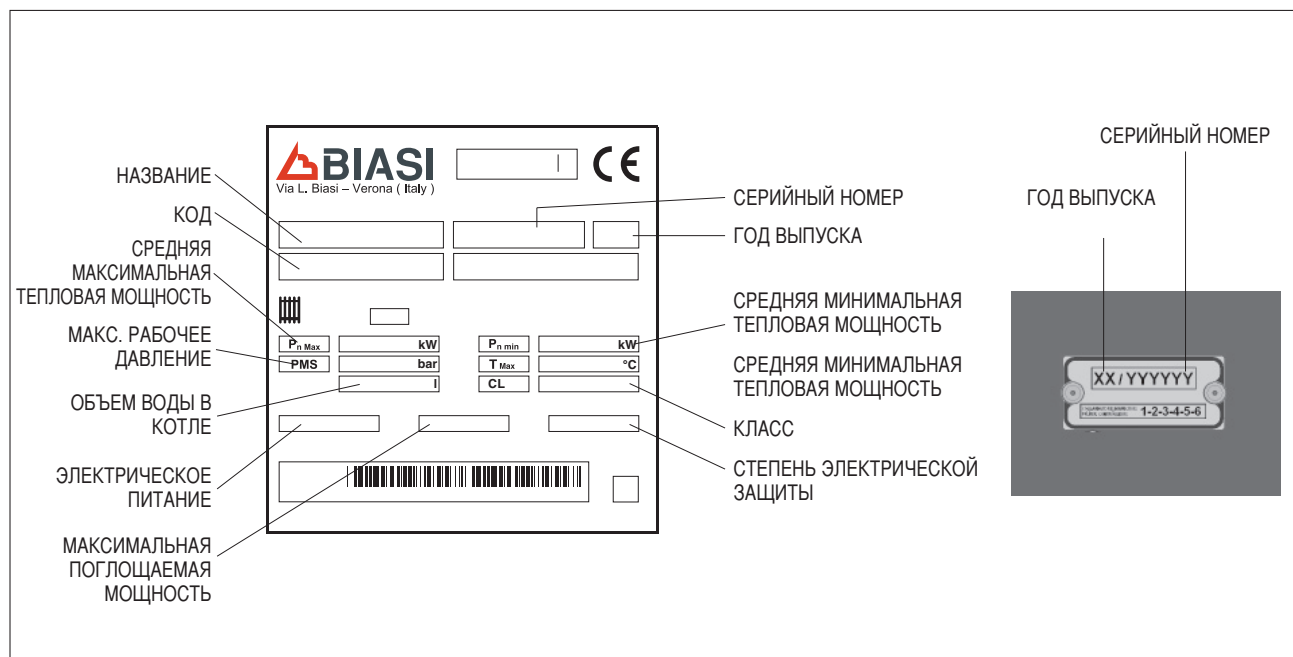 НАЗВАНИЕ
КОД
СРЕДНЯЯ
МАКСИМАЛЬНАЯ
ТЕПЛОВАЯ МОЩНОСТЬ
МАКС. РАБОЧЕЕ
ДАВЛЕНИЕ
ОБЪЕМ ВОДЫ В
КОТЛЕ
ЭЛЕКТРИЧЕСКОЕ
ПИТАНИЕ
МАКСИМАЛЬНАЯ
ПОГЛОЩАЕМАЯ
МОЩНОСТЬ
BIASI CE
Via L. Biasi – Verona ( Italy )
Pn Max kW Pn min kW
PMS bar T Max °C
l CL
СЕРИЙНЫЙ НОМЕР
ГОД ВЫПУСКА
СРЕДНЯЯ МИНИМАЛЬНАЯ
ТЕПЛОВАЯ МОЩНОСТЬ
СРЕДНЯЯ МИНИМАЛЬНАЯ
ТЕПЛОВАЯ МОЩНОСТЬ
КЛАСС
СТЕПЕНЬ ЭЛЕКТРИЧЕСКОЙ
ЗАЩИТЫ
СЕРИЙНЫЙ НОМЕР
ГОД ВЫПУСКА
XX/YYYYYY
1-2-3-4-5-6